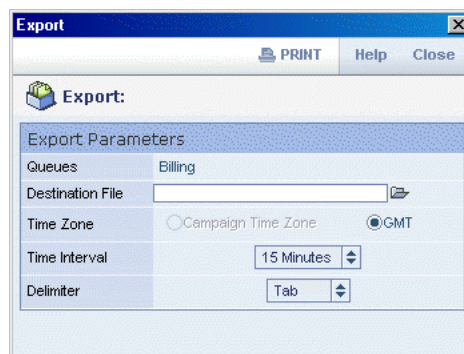 Export
PRINT Help Close
Export:
Export Parameters
Queues Billing
Destination File
Time Zone Campaign Time Zone GMT
Time Interval 15 Minutes
Delimiter Tab